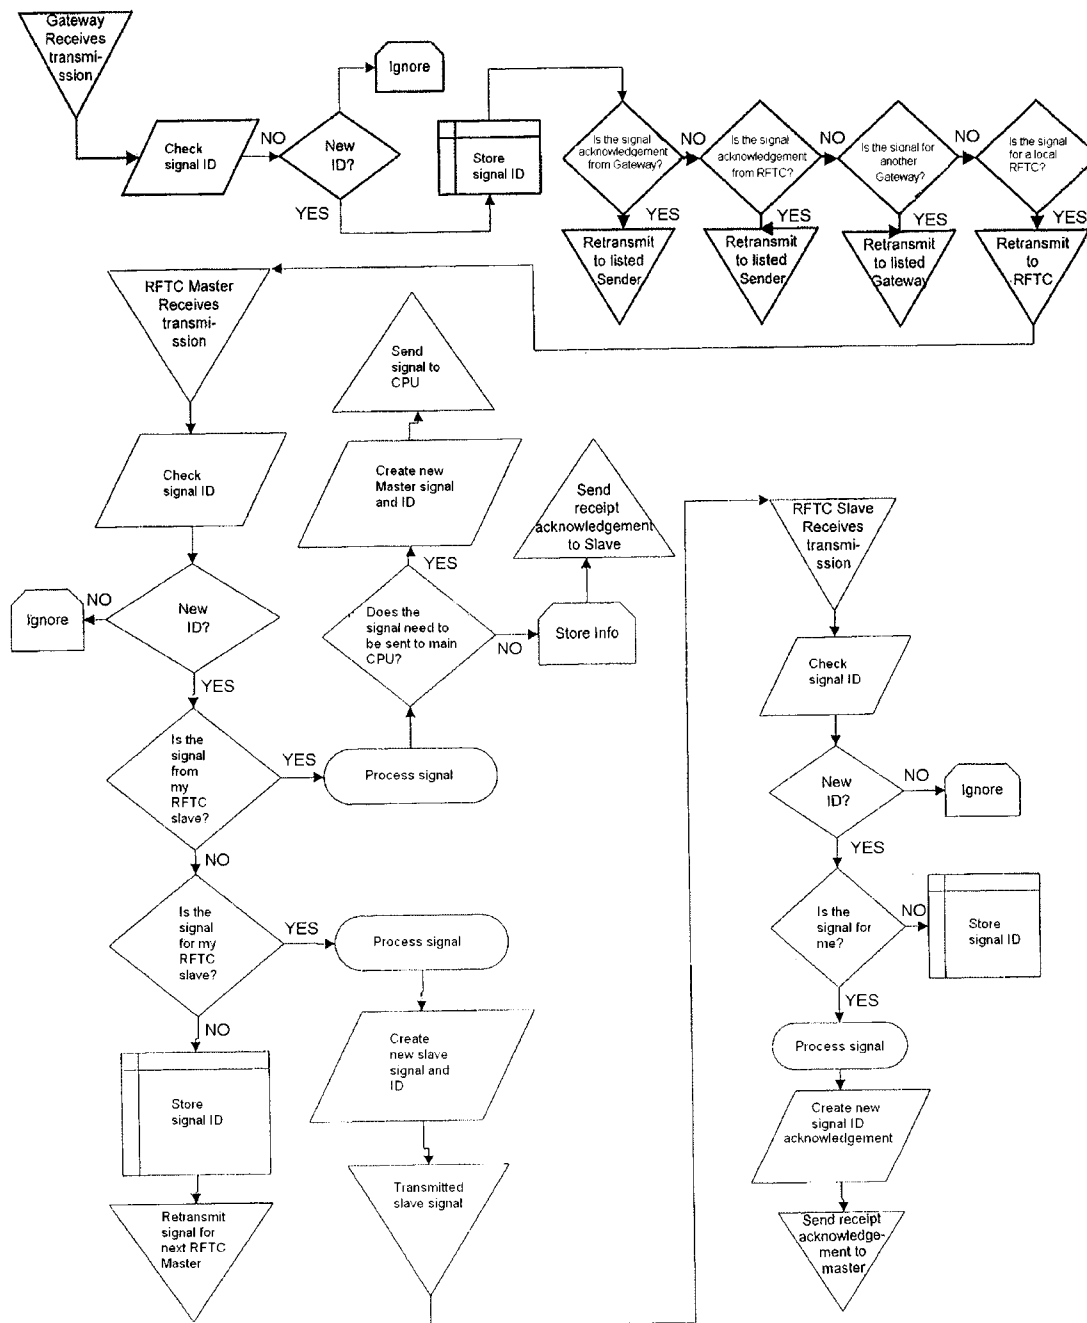 Gateway
Receives
transmi-
ssion
Check
signal ID
NO
New
ID?
YES
Ignore
Store
signal ID
Is the signal
acknowledgement
from Gateway?
NO
YES
Retransmit
to listed
Sender
Is the signal
acknowledgement
from RFTC?
NO
YES
Retransmit
to listed
Sender
Is the signal for
another
Gateway?
NO
YES
Retransmit
to listed
Gateway
Is the signal
for a local
RFTC?
YES
Retransmit
to
RFTC
RFTC Master
Receives
transmi-
ssion
Check
signal ID
New
ID?
NO
Ignore
YES
Is the
signal
from
my
RFTC
slave?
YES
Process signal
Does the
signal need to
be sent to main
CPU?
YES
Create new
Master signal
and ID
Send
signal to
CPU
NO
Store Info
Send
receipt
acknowledgement
to Slave
NO
Is the
signal
for my
RFTC
slave?
YES
Process signal
Create
new slave
signal and
ID
Transmitted
slave signal
NO
Store
signal ID
Retransmit
signal for
next RFTC
Master
RFTC Slave
Receives
transmi-
ssion
Check
signal ID
New
ID?
NO
Ignore
YES
Is the
signal for
me?
NO
Store
signal ID
YES
Process signal
Create new
signal ID
acknowledgement
Send receipt
acknowledge-
ment to
master